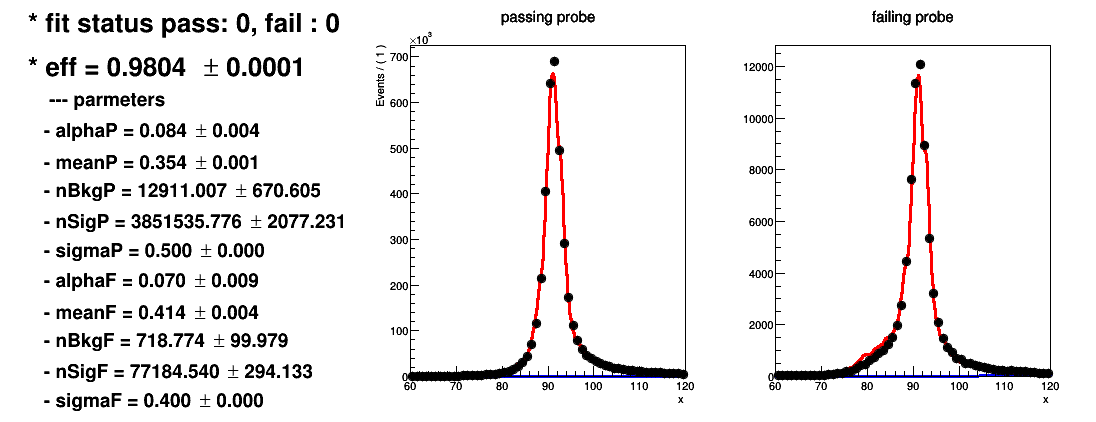 * fit status pass: 0, fail : 0
* eff = 0.9804 ± 0.0001
--- parmeters
- alphaP = 0.084 ± 0.004
- meanP = 0.354 ± 0.001
- nBkgP = 12911.007 ± 670.605
- nSigP = 3851535.776 ± 2077.231
- sigmaP = 0.500 ± 0.000
- alphaF = 0.070 ± 0.009
- meanF = 0.414 ± 0.004
- nBkgF = 718.774 ± 99.979
- nSigF = 77184.540 ± 294.133
- sigmaF = 0.400 ± 0.000
passing probe
×10³
Events / ( 1 )
700
600
500
400
300
200
100
0
60 70 80 90 100 110 120
x
failing probe
12000
10000
8000
6000
4000
2000
0
60 70 80 90 100 110 120
x